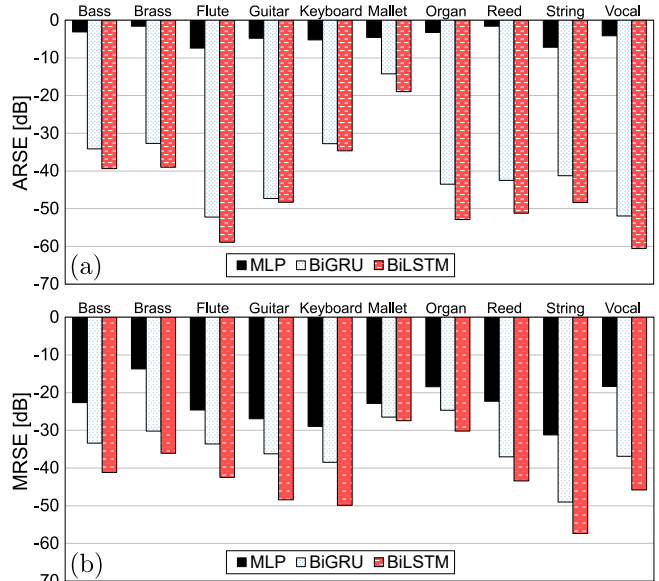 Bass Brass Flute Guitar Keyboard Mallet Organ Reed String Vocal
0
-10
-20
-30
-40
-50
-60
-70
ARSE [dB]
(a)
MLP BiGRU BiLSTM
Bass Brass Flute Guitar Keyboard Mallet Organ Reed String Vocal
0
-10
-20
-30
-40
-50
-60
-70
MRSE [dB]
(b)
MLP BiGRU BiLSTM